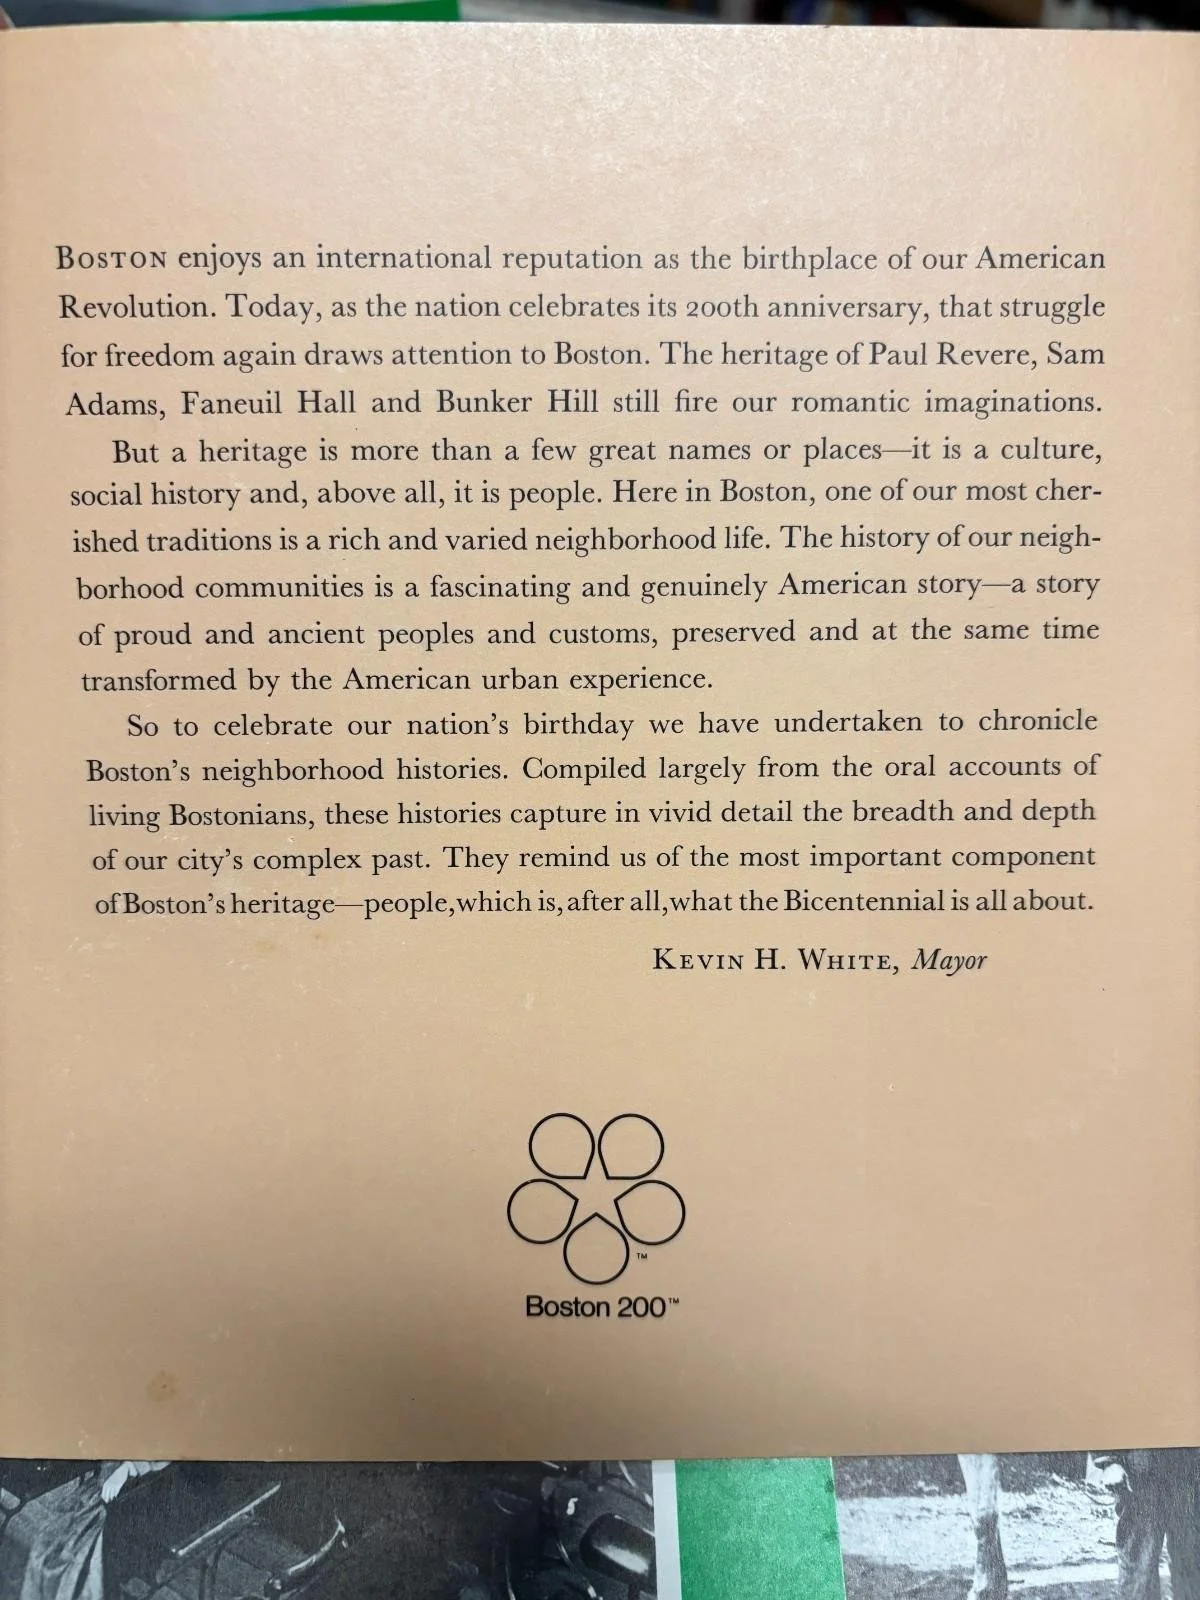 BOSTON enjoys an international reputation as the birthplace of our American
Revolution. Today, as the nation celebrates its 200th anniversary, that struggle
for freedom again draws attention to Boston. The heritage of Paul Revere, Sam
Adams, Faneuil Hall and Bunker Hill still fire our romantic imaginations.
But a heritage is more than a few great names or places—it is a culture,
social history and, above all, it is people. Here in Boston, one of our most cher-
ished traditions is a rich and varied neighborhood life. The history of our neigh-
borhood communities is a fascinating and genuinely American story—a story
of proud and ancient peoples and customs, preserved and at the same time
transformed by the American urban experience.
So to celebrate our nation's birthday we have undertaken to chronicle
Boston's neighborhood histories. Compiled largely from the oral accounts of
living Bostonians, these histories capture in vivid detail the breadth and depth
of our city's complex past. They remind us of the most important component
of Boston's heritage—people, which is, after all, what the Bicentennial is all about.
KEVIN H. WHITE, Mayor
TM
Boston 200™